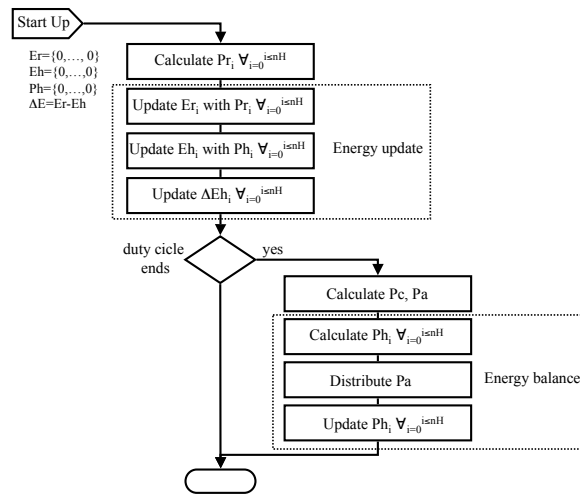 Start Up
Er={0,…, 0}
Eh={0,…,0}
Ph={0,…,0}
ΔE=Er-Eh
Calculate Pr_i ∀_{i=0}^{i≤nH}
Update Er_i with Pr_i ∀_{i=0}^{i≤nH}
Update Eh_i with Ph_i ∀_{i=0}^{i≤nH}
Energy update
Update ΔEh_i ∀_{i=0}^{i≤nH}
duty cicle
ends
yes
Calculate Pc, Pa
Calculate Ph_i ∀_{i=0}^{i≤nH}
Distribute Pa
Energy balance
Update Ph_i ∀_{i=0}^{i≤nH}